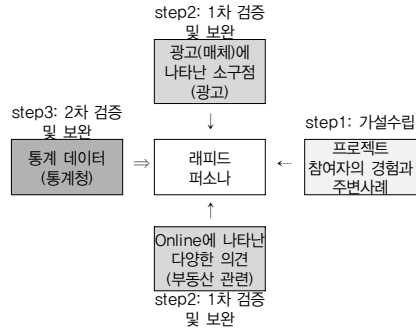 step2: 1차 검증
및 보완
광고(매체)에
나타난 소구점
(광고)
↓
step3: 2차 검증
및 보완
통계 데이터
(통계청)
⇒
래피드
퍼소나
step1: 가설수립
프로젝트
참여자의 경험과
주변사례
←
↑
Online에 나타난
다양한 의견
(부동산 관련)
step2: 1차 검증
및 보완